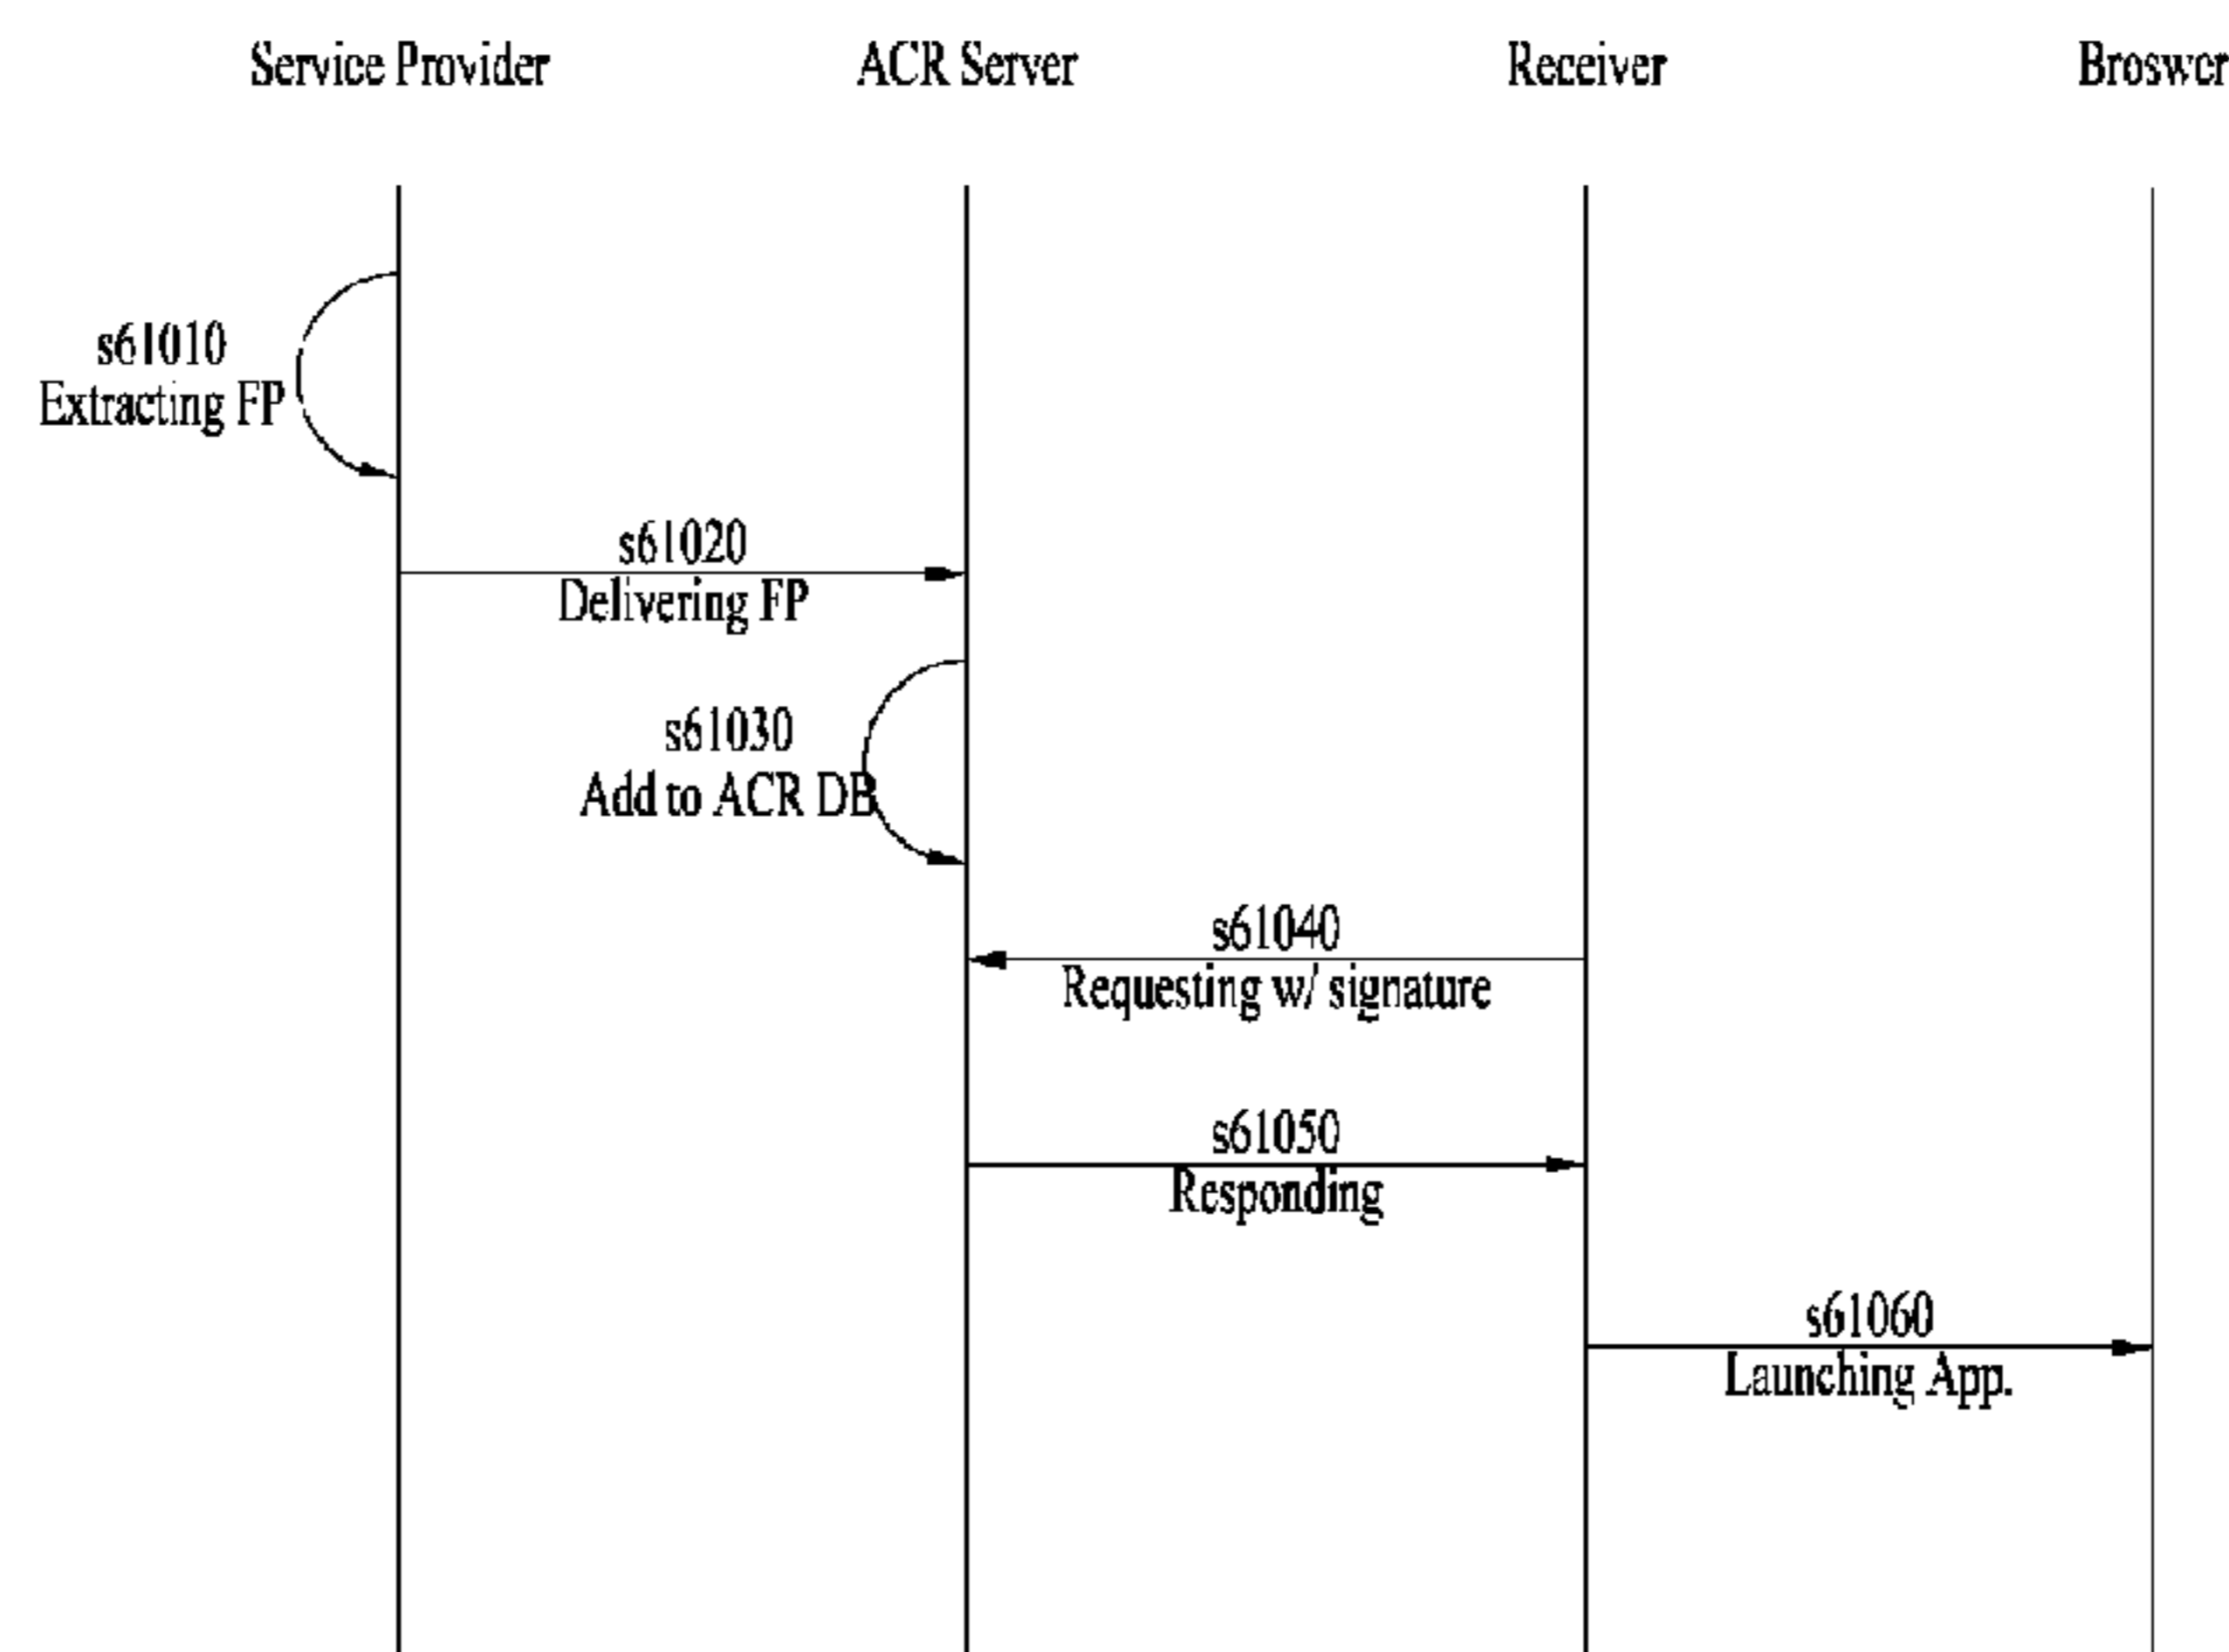 Service Provider
ACR Server
Receiver
Broswer
s61010
Extracting FP
s61020
Delivering FP
s61030
Add to ACR DB
s61040
Requesting w/ signature
s61050
Responding
s61060
Launching App.